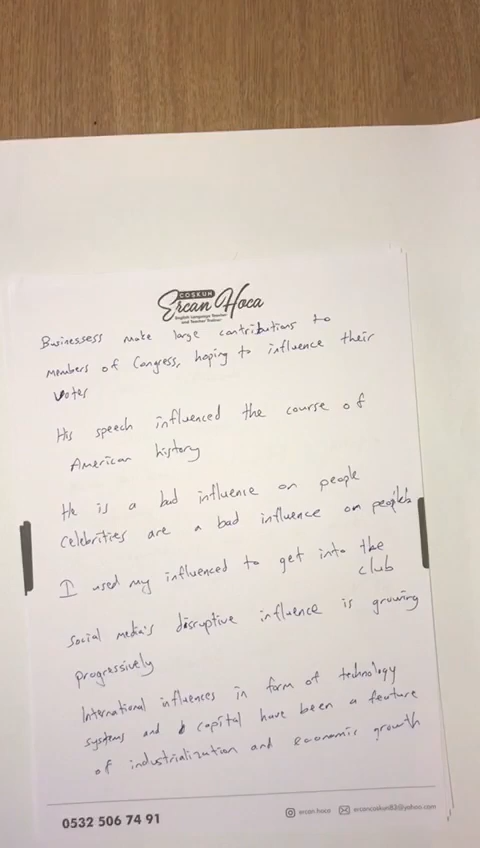 COSKUN
Ercan Hoca
English Language Teacher
and Teacher Trainer
Businessess make large contributions to
members of Congress, hoping to influence their
votes
His speech influenced the course of
American history
He is a bad influence on people
Celebrities are a bad influence on people's
I used my influenced to get into the
club
Social media's disruptive influence is growing
progressively
International influences in form of technology
systems and capital have been a feature
of industrialization and economic growth
0532 506 74 91 ercan.hoca ercancoskun83@yahoo.com